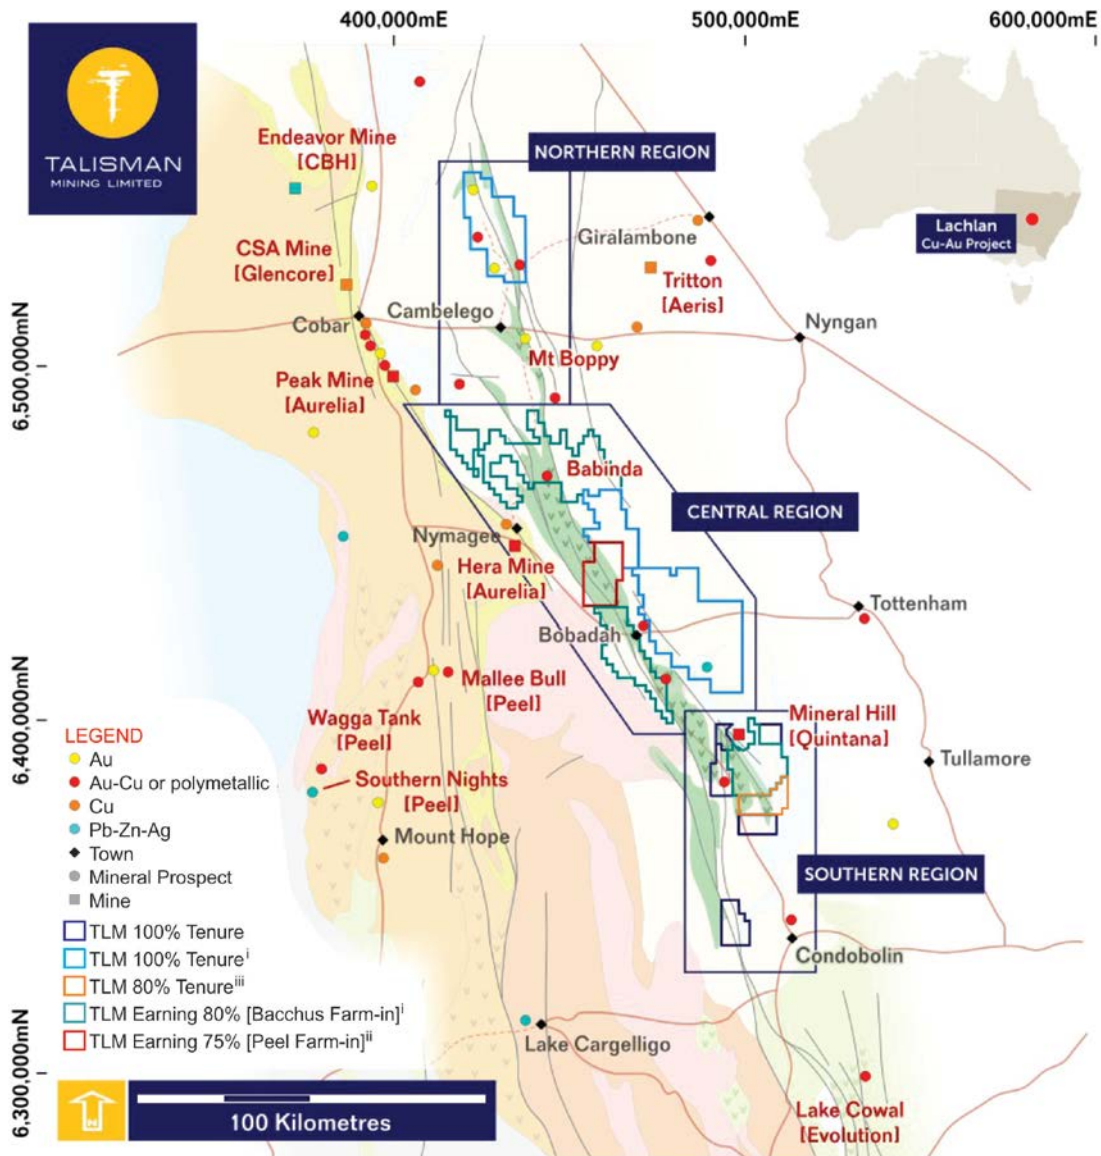 400,000mE
500,000mE
600,000mE
TALISMAN
MINING LIMITED
Endeavor Mine
[CBH]
NORTHERN REGION
Lachlan
Cu-Au Project
Giralambone
CSA Mine
[Glencore]
Tritton
[Aeris]
Cambelego
Cobar
Nyngan
6,500,000mN
Mt Boppy
Peak Mine
[Aurelia]
Babinda
CENTRAL REGION
Nymagee
Hera Mine
[Aurelia]
Tottenham
Bobadah
Mallee Bull
[Peel]
6,400,000mN
Wagga Tank
[Peel]
Mineral Hill
[Quintana]
Tullamore
Southern Nights
[Peel]
Mount Hope
SOUTHERN REGION
Condobolin
LEGEND
Au
Au-Cu or polymetallic
Cu
Pb-Zn-Ag
Town
Mineral Prospect
Mine
TLM 100% Tenure
TLM 100% Tenureⁱ
TLM 80% Tenureⁱⁱⁱ
TLM Earning 80% [Bacchus Farm-in]ⁱ
TLM Earning 75% [Peel Farm-in]ⁱⁱ
Lake Cargelligo
6,300,000mN
Lake Cowal
[Evolution]
N
100 Kilometres